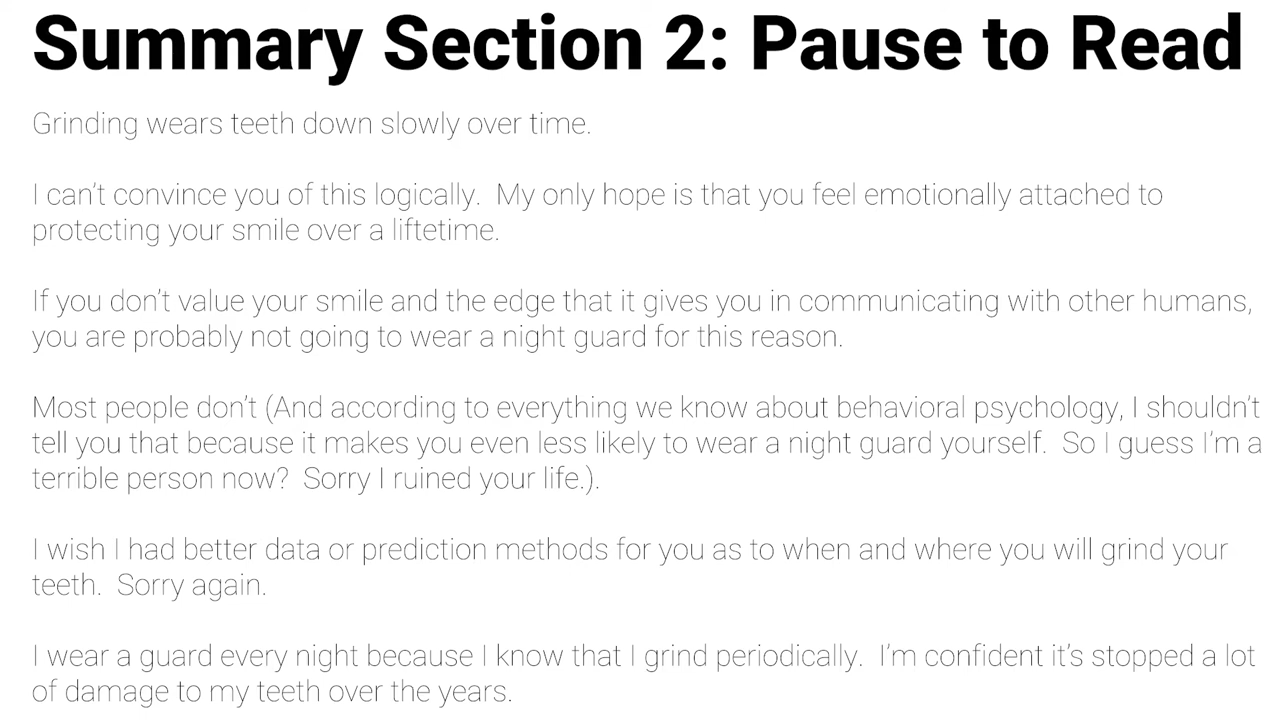 Summary Section 2: Pause to Read
Grinding wears teeth down slowly over time.
I can't convince you of this logically.  My only hope is that you feel emotionally attached to
protecting your smile over a liftetime.
If you don't value your smile and the edge that it gives you in communicating with other humans,
you are probably not going to wear a night guard for this reason.
Most people don't (And according to everything we know about behavioral psychology, I shouldn't
tell you that because it makes you even less likely to wear a night guard yourself.  So I guess I'm a
terrible person now?  Sorry I ruined your life.).
I wish I had better data or prediction methods for you as to when and where you will grind your
teeth.  Sorry again.
I wear a guard every night because I know that I grind periodically.  I'm confident it's stopped a lot
of damage to my teeth over the years.